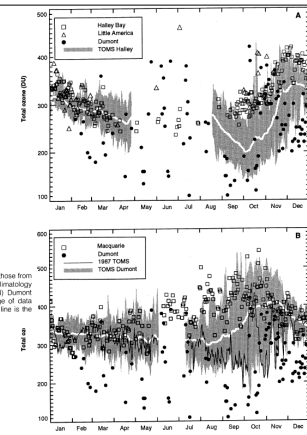 A
Halley Bay
Little America
Dumont
TOMS Halley
Total ozone (DU)
500
400
300
200
100
Jan Feb Mar Apr May Jun Jul Aug Sep Oct Nov Dec
B
Macquarie
Dumont
1987 TOMS
TOMS Dumont
those from
imatology
l) Dumont
ge of data
line is the
600
500
400
300
200
100
Jan Feb Mar Apr May Jun Jul Aug Sep Oct Nov Dec